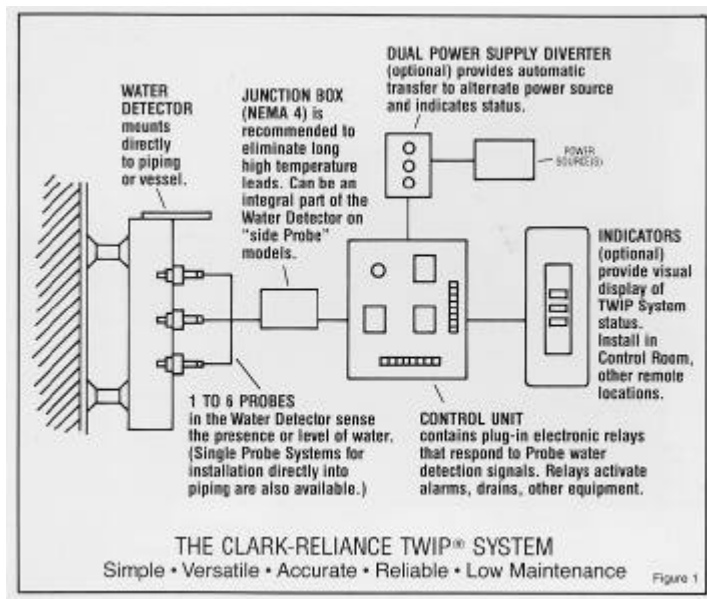 DUAL POWER SUPPLY DIVERTER
(optional) provides automatic
transfer to alternate power source
and indicates status.
WATER
DETECTOR
mounts
directly
to piping
or vessel.
JUNCTION BOX
(NEMA 4) is
recommended to
eliminate long
high temperature
leads. Can be an
integral part of the
Water Detector on
"side Probe"
models.
POWER
SOURCE(S)
INDICATORS
(optional)
provide visual
display of
TWIP System
status.
Install in
Control Room,
other remote
locations.
1 TO 6 PROBES
in the Water Detector sense
the presence or level of water.
(Single Probe Systems for
installation directly into
piping are also available.)
CONTROL UNIT
contains plug-in electronic relays
that respond to Probe water
detection signals. Relays activate
alarms, drains, other equipment.
THE CLARK-RELIANCE TWIP® SYSTEM
Simple • Versatile • Accurate • Reliable • Low Maintenance
Figure 1